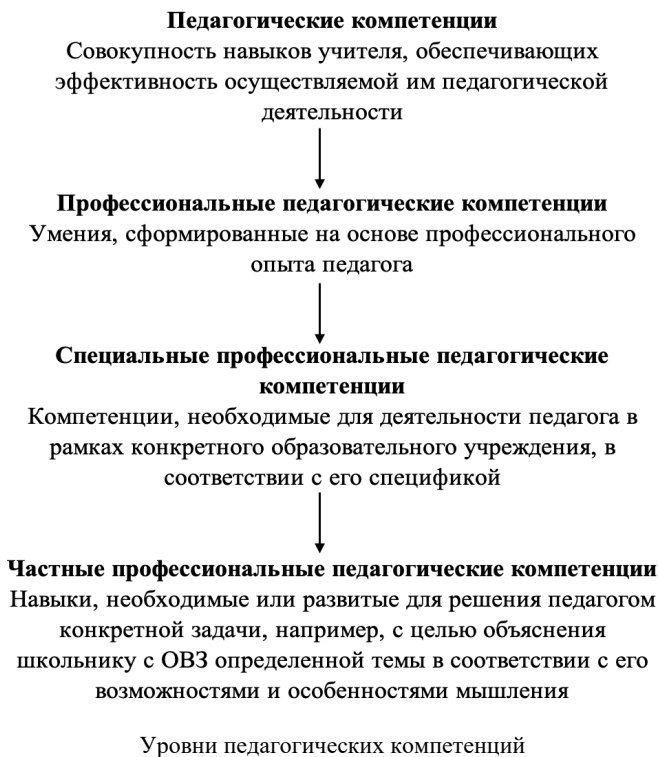 Педагогические компетенции
Совокупность навыков учителя, обеспечивающих
эффективность осуществляемой им педагогической
деятельности
Профессиональные педагогические компетенции
Умения, сформированные на основе профессионального
опыта педагога
Специальные профессиональные педагогические
компетенции
Компетенции, необходимые для деятельности педагога в
рамках конкретного образовательного учреждения, в
соответствии с его спецификой
Частные профессиональные педагогические компетенции
Навыки, необходимые или развитые для решения педагогом
конкретной задачи, например, с целью объяснения
школьнику с ОВЗ определенной темы в соответствии с его
возможностями и особенностями мышления
Уровни педагогических компетенций